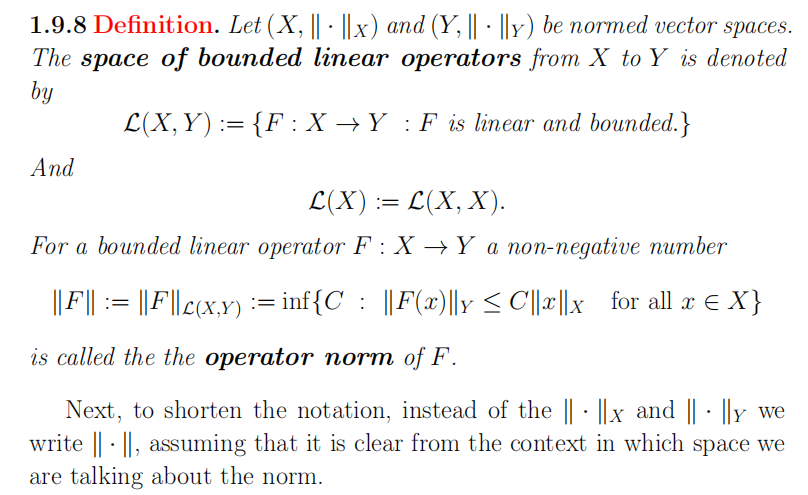 1.9.8 Definition. Let (X, ‖ · ‖_X) and (Y, ‖ · ‖_Y) be normed vector spaces.
The space of bounded linear operators from X to Y is denoted
by
ℒ(X, Y) := {F : X → Y : F is linear and bounded.}
And
ℒ(X) := ℒ(X, X).
For a bounded linear operator F : X → Y a non-negative number
‖F‖ := ‖F‖_{ℒ(X,Y)} := inf{C : ‖F(x)‖_Y ≤ C‖x‖_X for all x ∈ X}
is called the the operator norm of F.
Next, to shorten the notation, instead of the ‖ · ‖_X and ‖ · ‖_Y we
write ‖ · ‖, assuming that it is clear from the context in which space we
are talking about the norm.